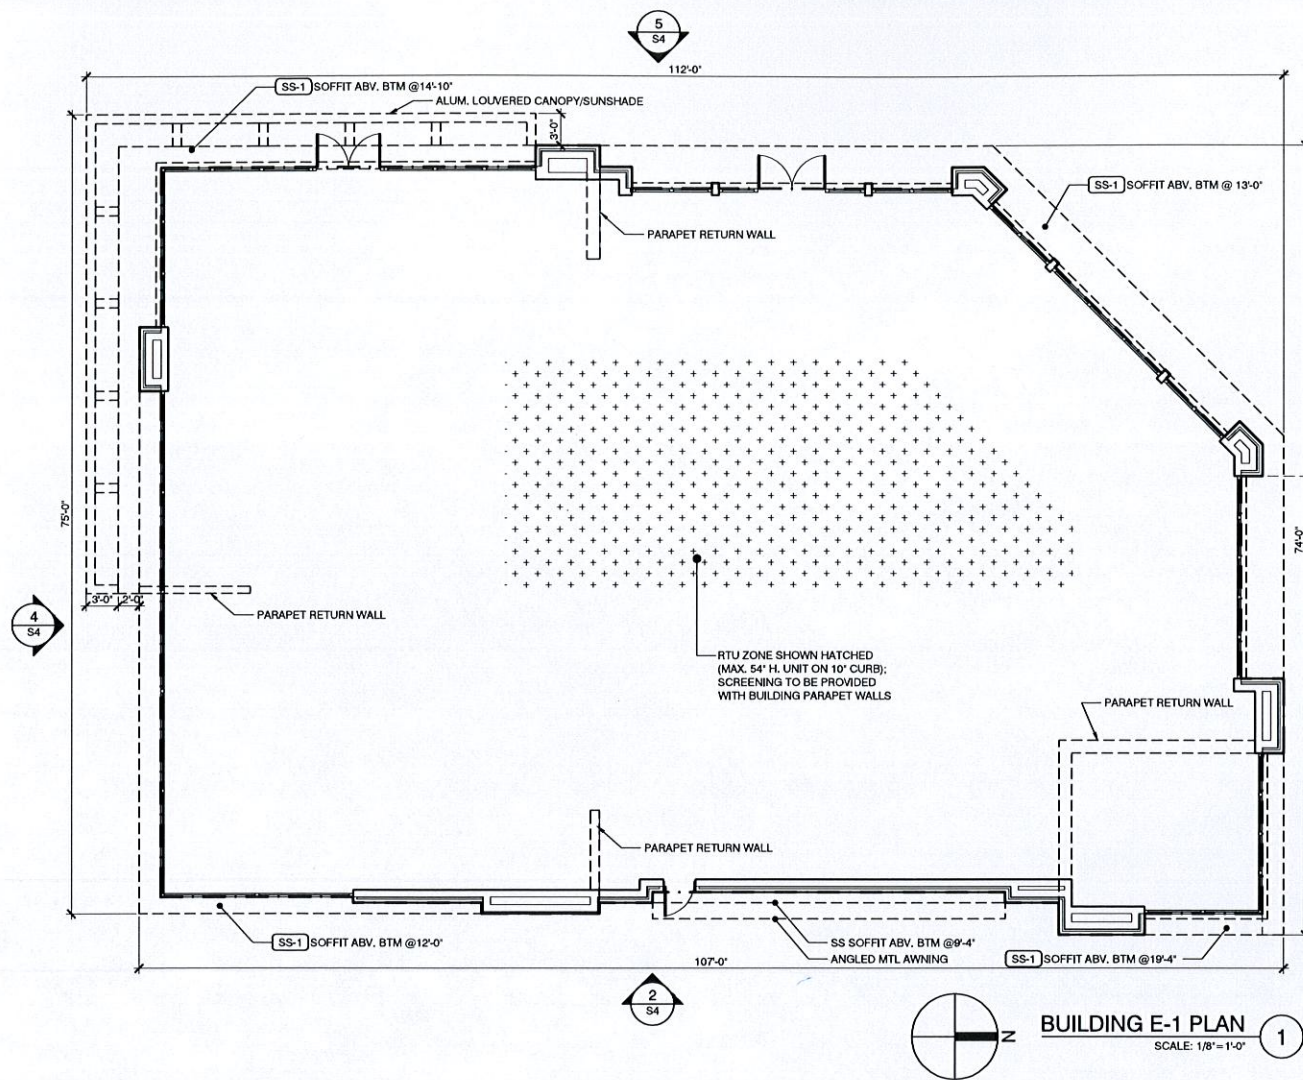 5
S4
112'-0"
SS-1 SOFFIT ABV. BTM @14'-10"
ALUM. LOUVERED CANOPY/SUNSHADE
3'-0"
SS-1 SOFFIT ABV. BTM @ 13'-0"
PARAPET RETURN WALL
75'-0"
74'-0"
3'-0" 2'-0"
PARAPET RETURN WALL
4
S4
RTU ZONE SHOWN HATCHED
(MAX. 54" H. UNIT ON 10" CURB);
SCREENING TO BE PROVIDED
WITH BUILDING PARAPET WALLS
PARAPET RETURN WALL
PARAPET RETURN WALL
SS-1 SOFFIT ABV. BTM @12'-0"
SS SOFFIT ABV. BTM @9'-4"
ANGLED MTL AWNING
SS-1 SOFFIT ABV. BTM @19'-4"
107'-0"
2
S4
N
BUILDING E-1 PLAN
SCALE: 1/8"=1'-0"
1